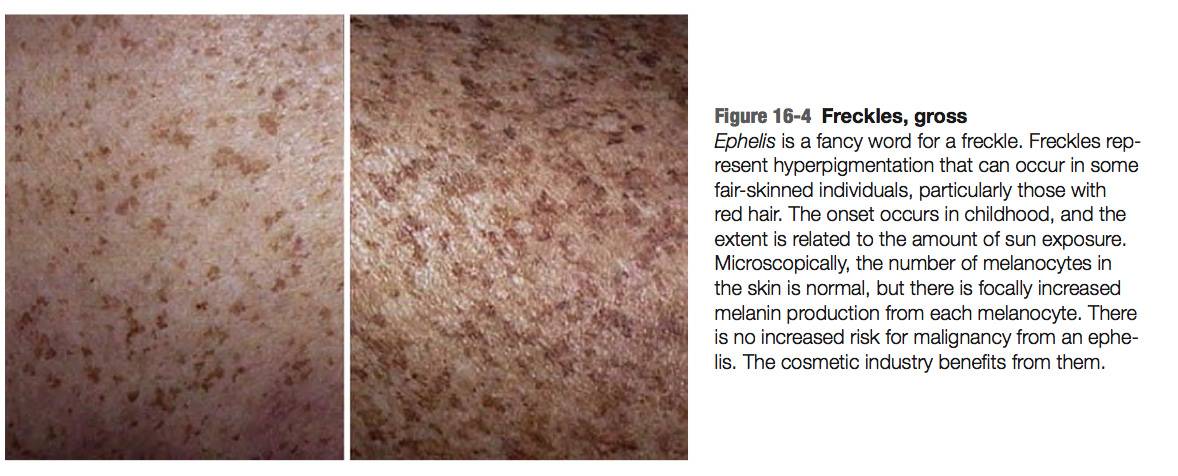 Figure 16-4 Freckles, gross
Ephelis is a fancy word for a freckle. Freckles rep-
resent hyperpigmentation that can occur in some
fair-skinned individuals, particularly those with
red hair. The onset occurs in childhood, and the
extent is related to the amount of sun exposure.
Microscopically, the number of melanocytes in
the skin is normal, but there is focally increased
melanin production from each melanocyte. There
is no increased risk for malignancy from an ephe-
lis. The cosmetic industry benefits from them.